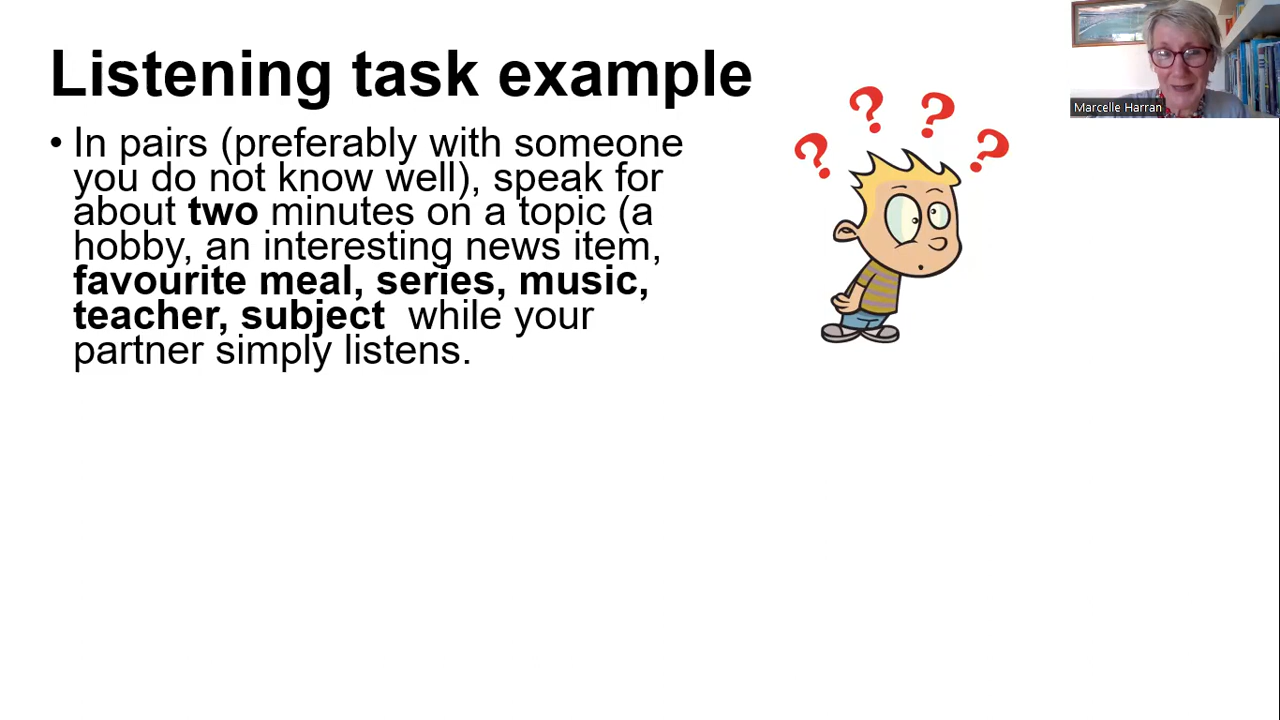 Listening task example
• In pairs (preferably with someone
you do not know well), speak for
about two minutes on a topic (a
hobby, an interesting news item,
favourite meal, series, music,
teacher, subject  while your
partner simply listens.
? ? ? ?
Marcelle Harran